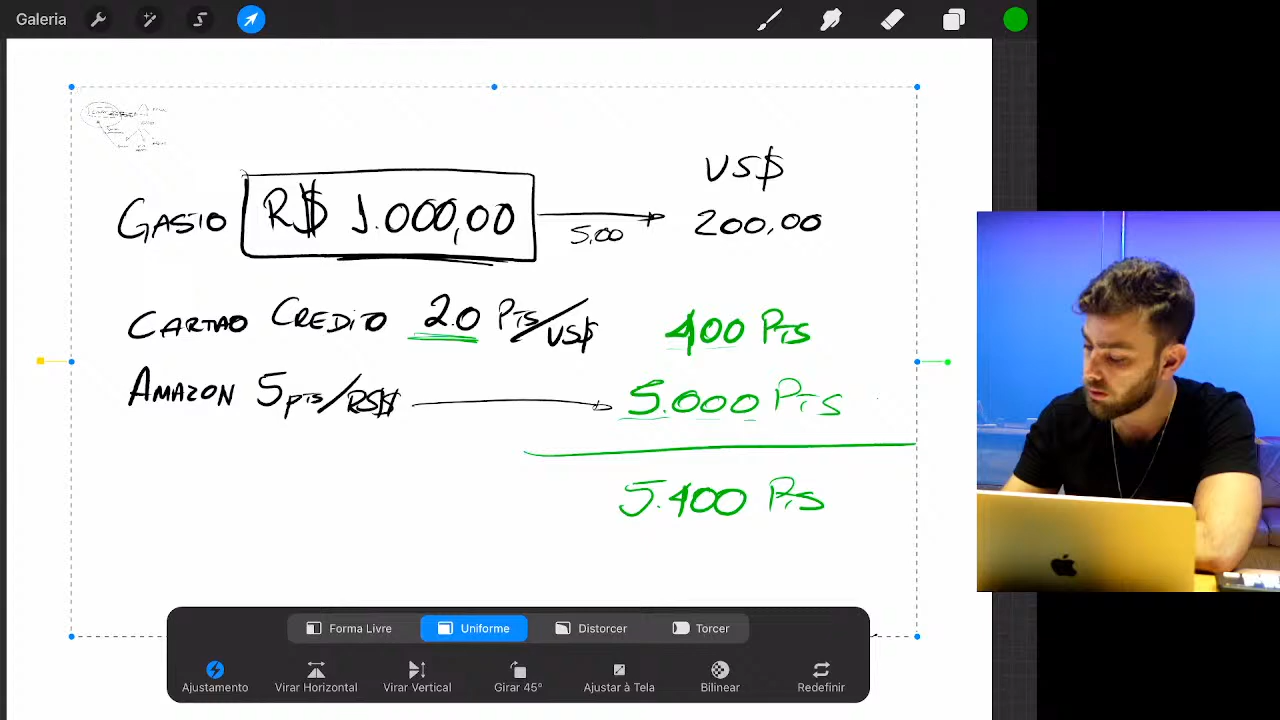 Galeria
US$
GASTO R$ 1.000,00 5,00 200,00
CARTAO CREDITO 2.0 PTS/US$ 400 PTS
AMAZON 5 PTS/R$ 5.000 PTS
5.400 PTS
Forma Livre Uniforme Distorcer Torcer
Ajustamento Virar Horizontal Virar Vertical Girar 45° Ajustar à Tela Bilinear Redefinir